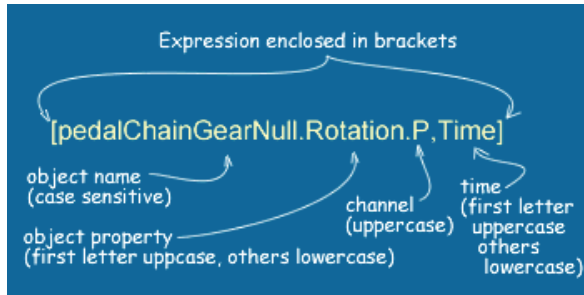 Expression enclosed in brackets
[pedalChainGearNull.Rotation.P,Time]
object name
(case sensitive)
object property
(first letter uppcase, others lowercase)
channel
(uppercase)
time
(first letter
uppercase
others
lowercase)